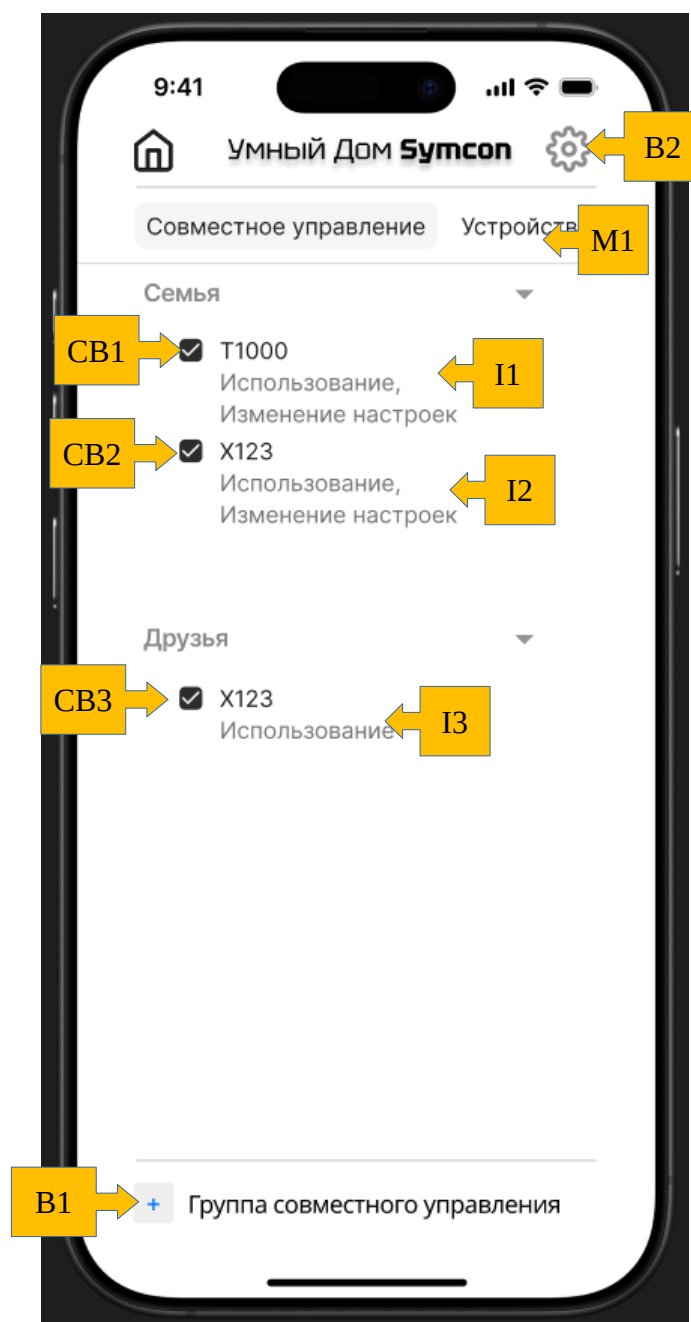 9:41
Умный Дом Symcon
B2
Совместное управление
Устройств
M1
Семья
CB1
T1000
I1
Использование,
Изменение настроек
CB2
X123
I2
Использование,
Изменение настроек
Друзья
CB3
X123
I3
Использование
B1
+ Группа совместного управления